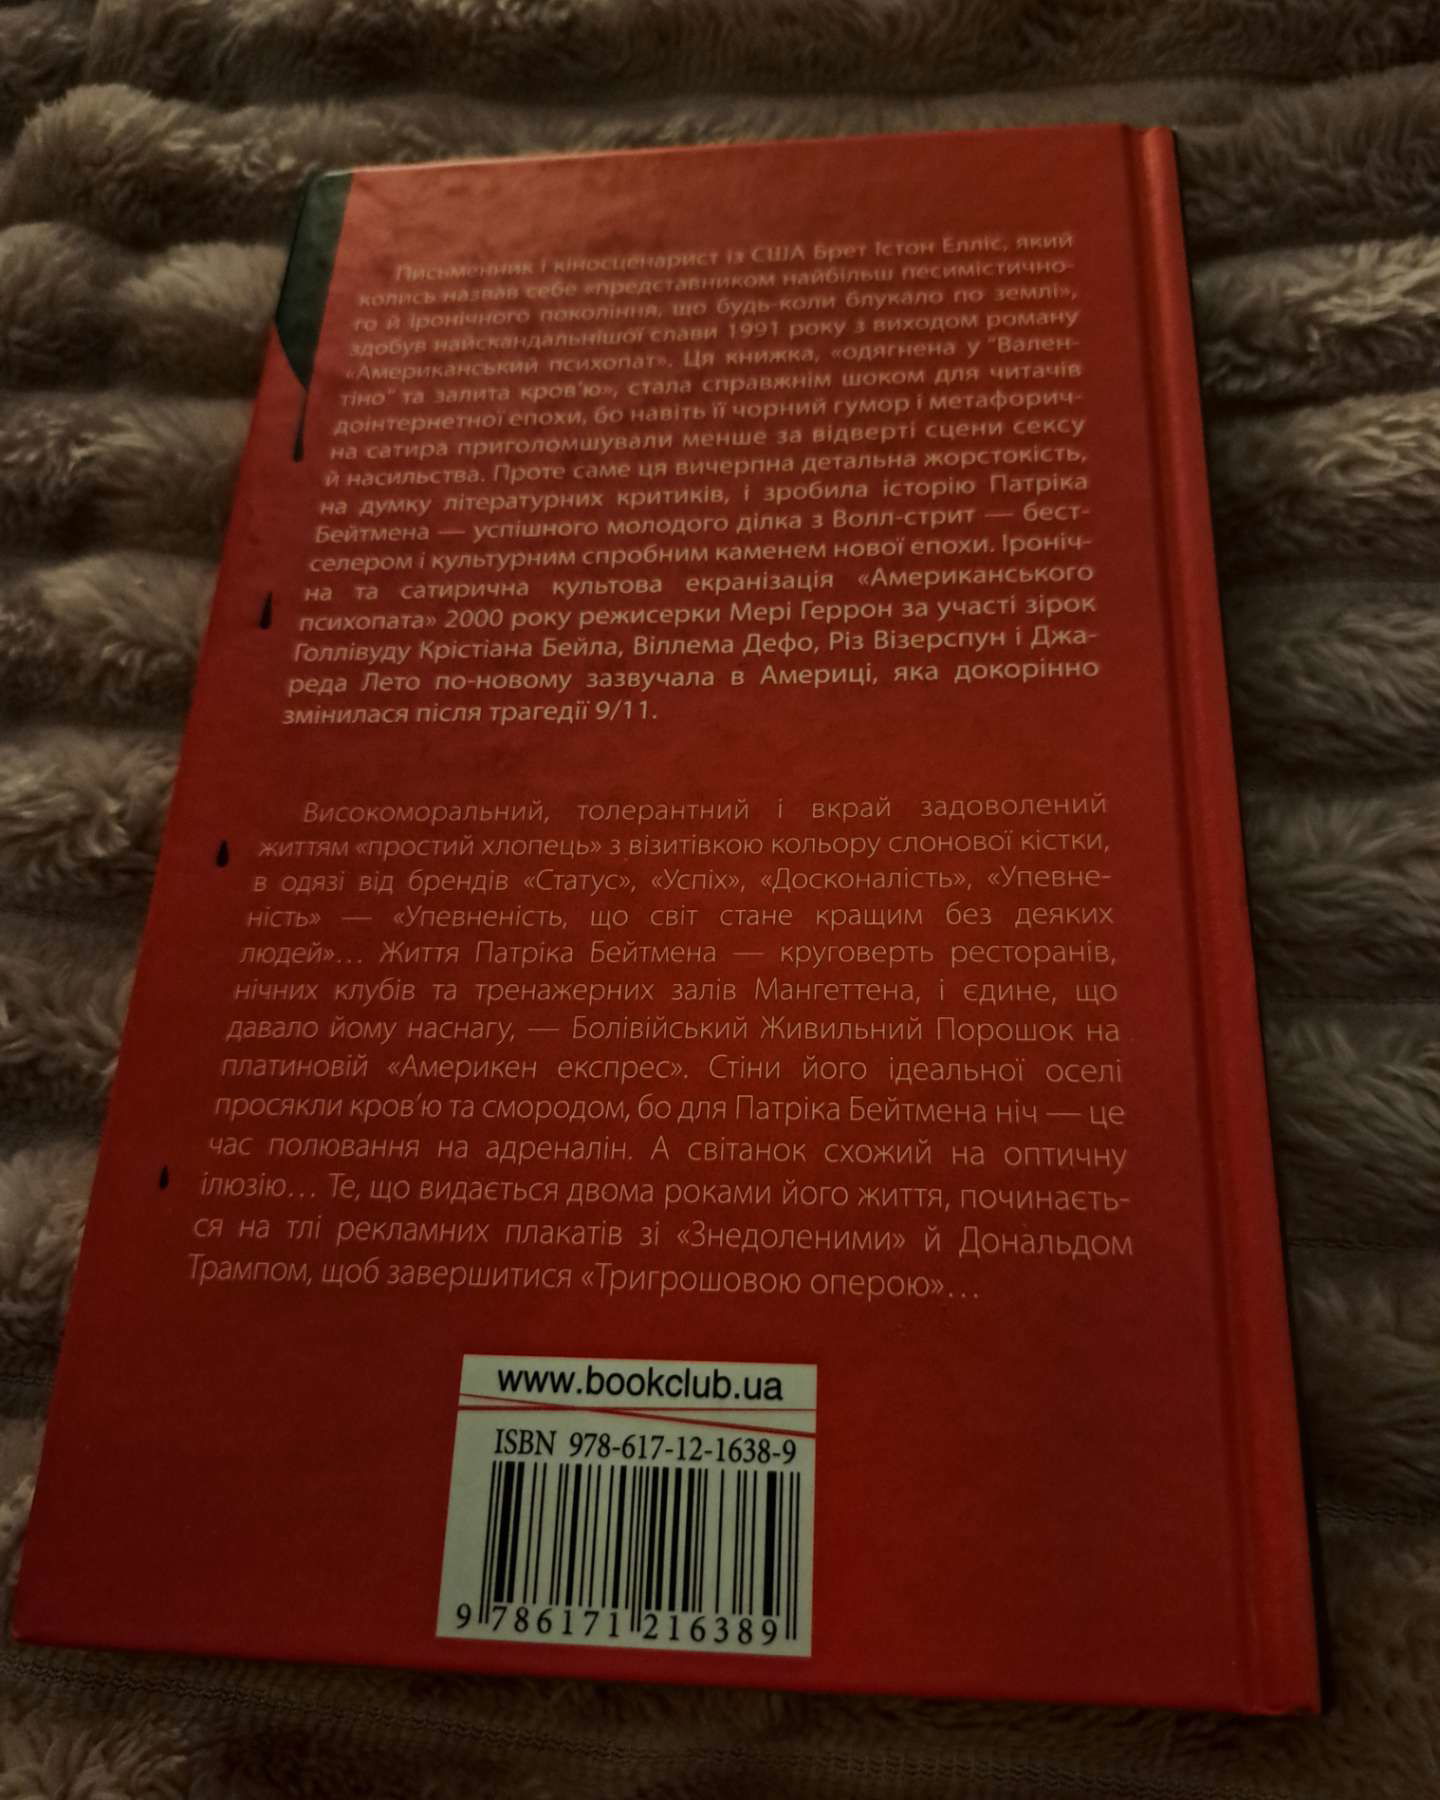 Письменник і кіносценарист із США Брет Істон Елліс, який
колись назвав себе «представником найбільш песимістично-
го й іронічного покоління, що будь-коли блукало по землі»,
здобув найскандальнішої слави 1991 року з виходом роману
«Американський психопат». Ця книжка, «одягнена у "Вален-
тіно" та залита кров'ю», стала справжнім шоком для читачів
доінтернетної епохи, бо навіть її чорний гумор і метафорич-
на сатира приголомшували менше за відверті сцени сексу
й насильства. Проте саме ця вичерпна детальна жорстокість,
на думку літературних критиків, і зробила історію Патріка
Бейтмена — успішного молодого ділка з Волл-стрит — бест-
селером і культурним спробним каменем нової епохи. Іроніч-
на та сатирична культова екранізація «Американського
психопата» 2000 року режисерки Мері Геррон за участі зірок
Голлівуду Крістіана Бейла, Віллема Дефо, Різ Візерспун і Джа-
реда Лето по-новому зазвучала в Америці, яка докорінно
змінилася після трагедії 9/11.
Високоморальний, толерантний і вкрай задоволений
життям «простий хлопець» з візитівкою кольору слонової кістки,
в одязі від брендів «Статус», «Успіх», «Досконалість», «Упевне-
ність» — «Упевненість, що світ стане кращим без деяких
людей»... Життя Патріка Бейтмена — круговерть ресторанів,
нічних клубів та тренажерних залів Мангеттена, і єдине, що
давало йому наснагу, — Болівійський Живильний Порошок на
платиновій «Америкен експрес». Стіни його ідеальної оселі
просякли кров'ю та смородом, бо для Патріка Бейтмена ніч — це
час полювання на адреналін. А світанок схожий на оптичну
ілюзію... Те, що видається двома роками його життя, починаєть-
ся на тлі рекламних плакатів зі «Знедоленими» й Дональдом
Трампом, щоб завершитися «Тригрошовою оперою»...
www.bookclub.ua
ISBN 978-617-12-1638-9
9 786171 216389